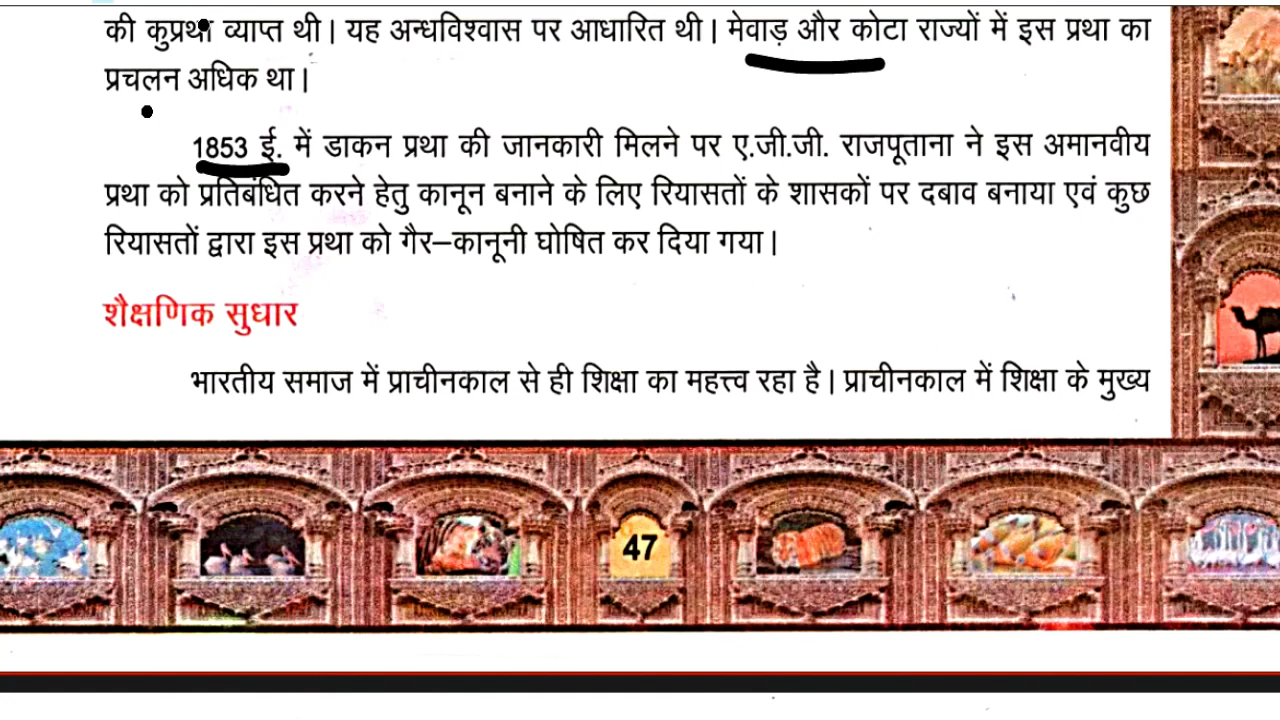 की कुप्रथा व्याप्त थी। यह अन्धविश्वास पर आधारित थी। मेवाड़ और कोटा राज्यों में इस प्रथा का
प्रचलन अधिक था।
1853 ई. में डाकन प्रथा की जानकारी मिलने पर ए.जी.जी. राजपूताना ने इस अमानवीय
प्रथा को प्रतिबंधित करने हेतु कानून बनाने के लिए रियासतों के शासकों पर दबाव बनाया एवं कुछ
रियासतों द्वारा इस प्रथा को गैर–कानूनी घोषित कर दिया गया।
शैक्षणिक सुधार
भारतीय समाज में प्राचीनकाल से ही शिक्षा का महत्त्व रहा है। प्राचीनकाल में शिक्षा के मुख्य
47